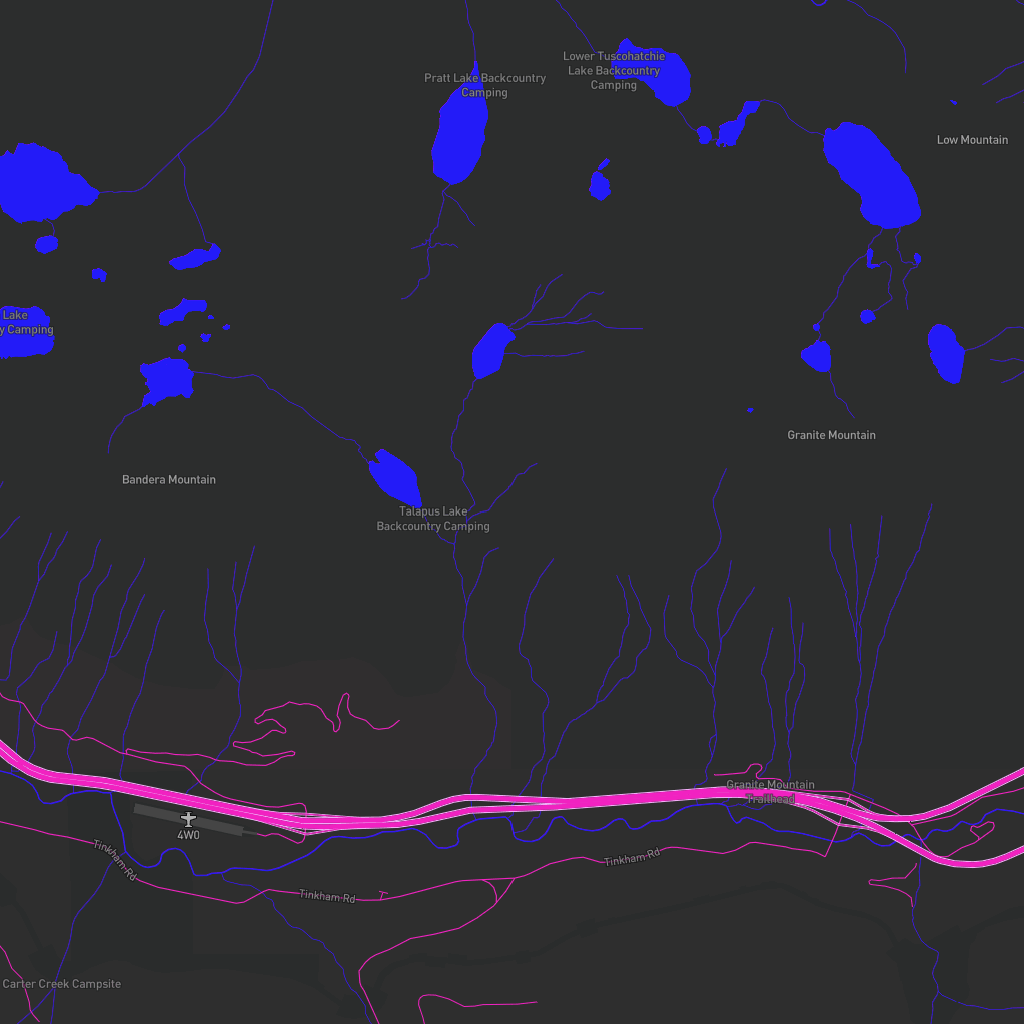 Lower Tuscohatchie
Lake Backcountry
Camping
Pratt Lake Backcountry
Camping
Low Mountain
Lake
y Camping
Granite Mountain
Bandera Mountain
Talapus Lake
Backcountry Camping
Granite Mountain
Trailhead
4W0
Tinkham Rd
Tinkham Rd
Tinkham Rd
Carter Creek Campsite